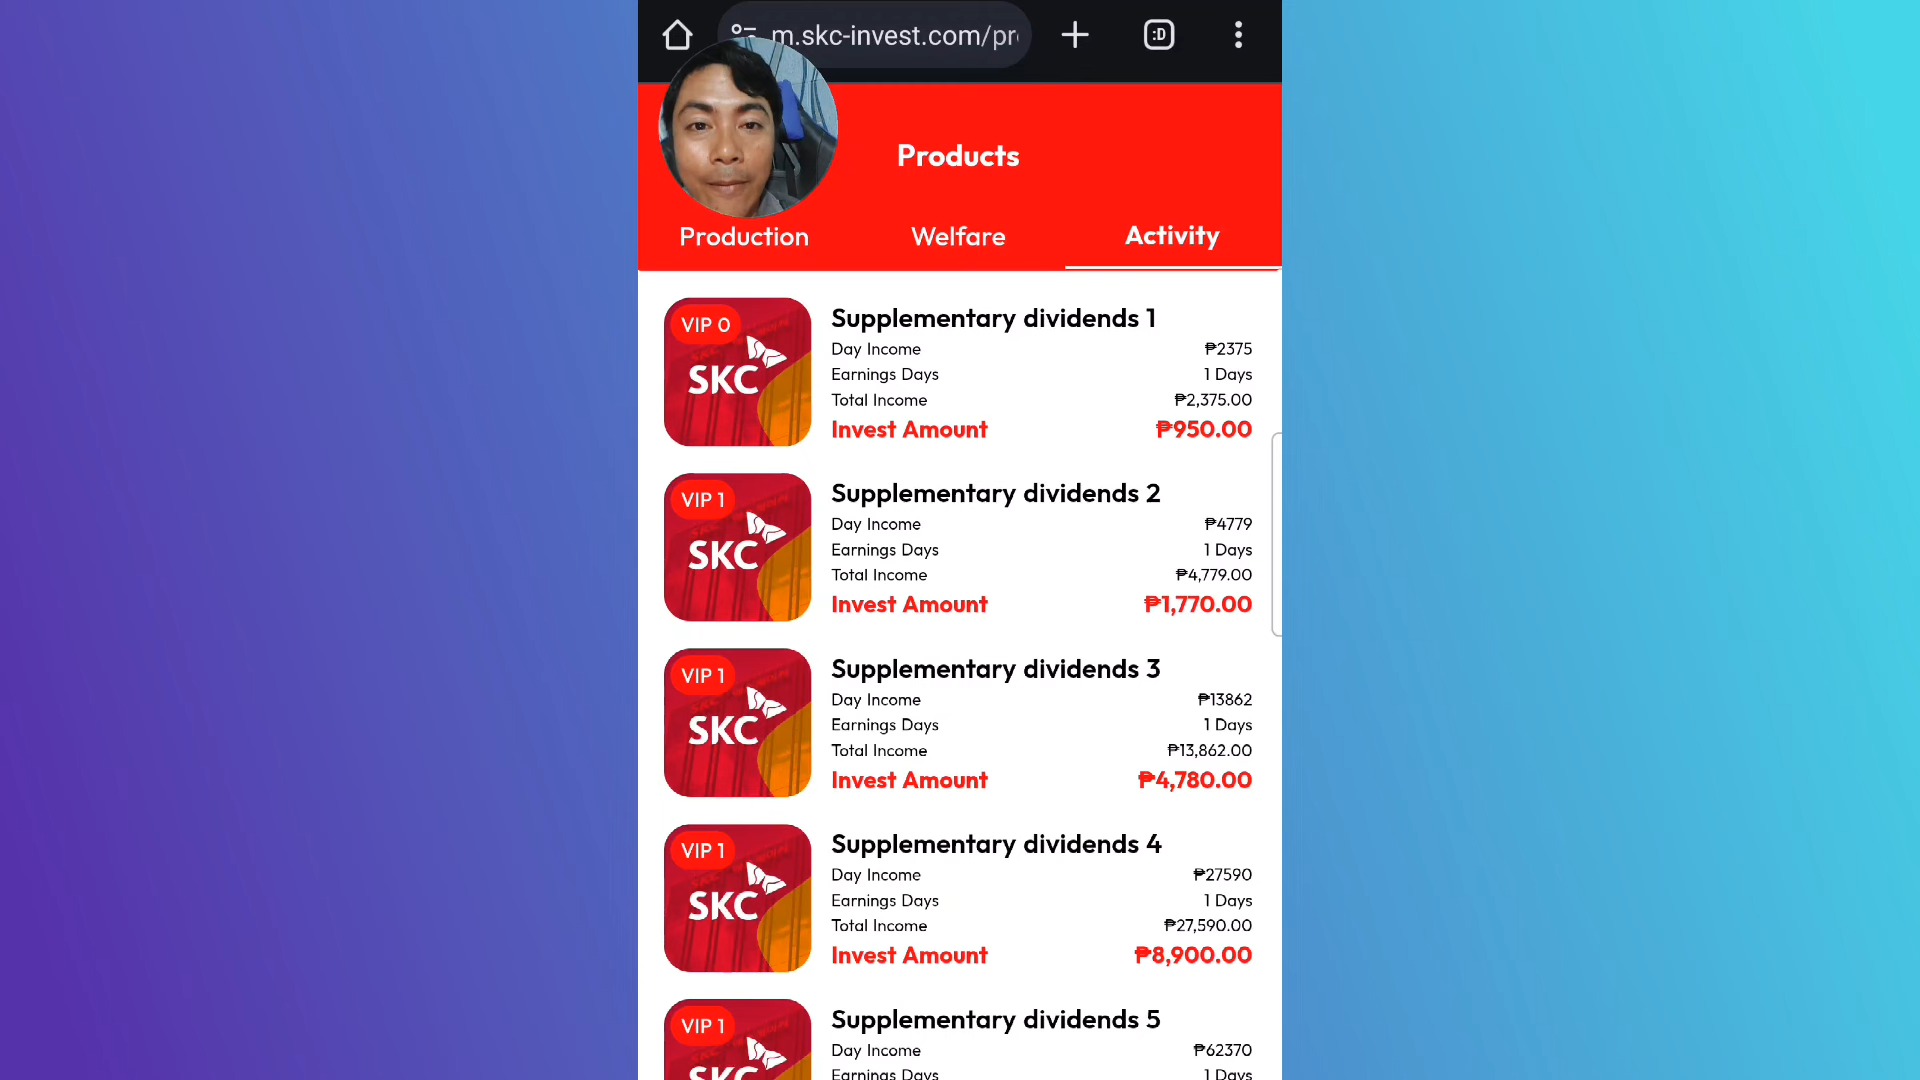 m.skc-invest.com/pr
:D
Products
Production
Welfare
Activity
VIP 0
SKC
Supplementary dividends 1
Day Income ₱2375
Earnings Days 1 Days
Total Income ₱2,375.00
Invest Amount ₱950.00
VIP 1
SKC
Supplementary dividends 2
Day Income ₱4779
Earnings Days 1 Days
Total Income ₱4,779.00
Invest Amount ₱1,770.00
VIP 1
SKC
Supplementary dividends 3
Day Income ₱13862
Earnings Days 1 Days
Total Income ₱13,862.00
Invest Amount ₱4,780.00
VIP 1
SKC
Supplementary dividends 4
Day Income ₱27590
Earnings Days 1 Days
Total Income ₱27,590.00
Invest Amount ₱8,900.00
VIP 1
SKC
Supplementary dividends 5
Day Income ₱62370
Earnings Days 1 Days